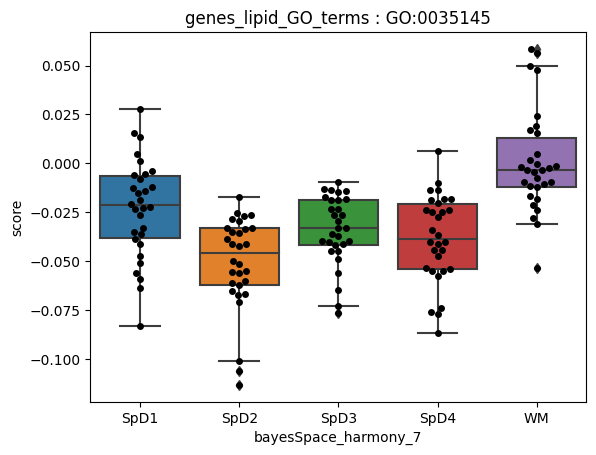 genes_lipid_GO_terms : GO:0035145
0.050
0.025
0.000
−0.025
−0.050
−0.075
−0.100
score
SpD1 SpD2 SpD3 SpD4 WM
bayesSpace_harmony_7